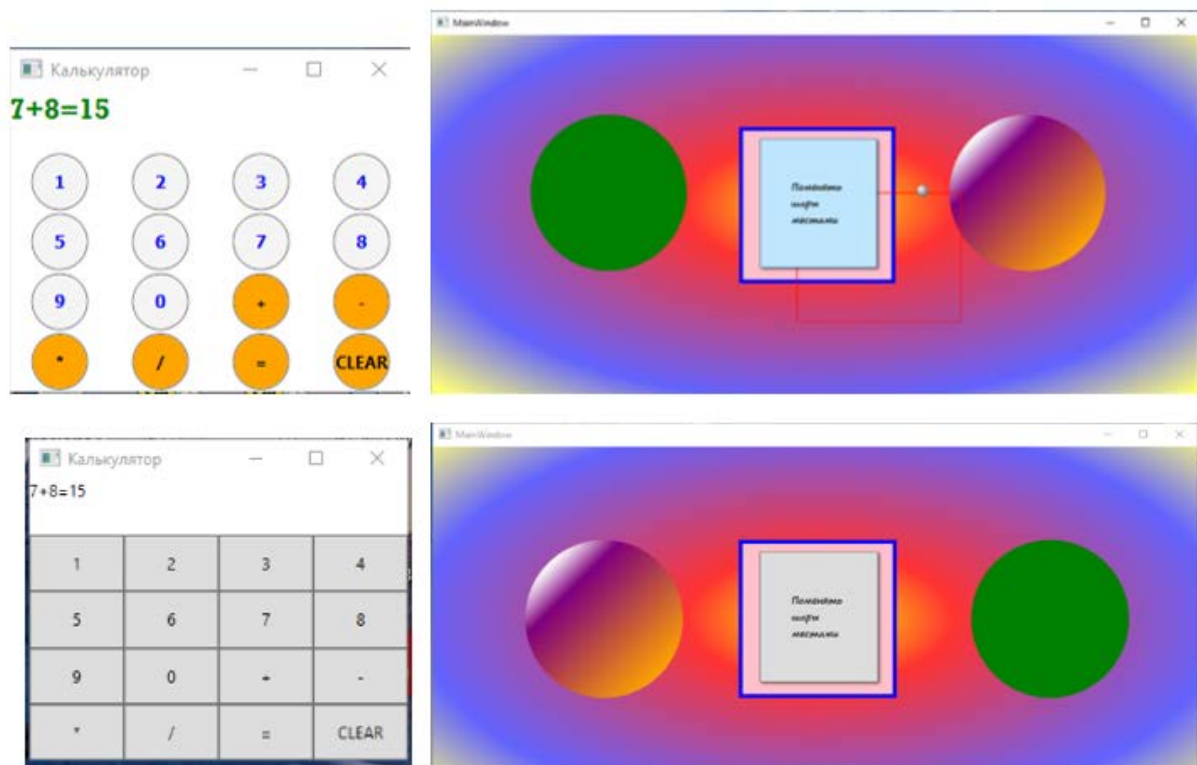 Калькулятор
7+8=15
1 2 3 4
5 6 7 8
9 0 + -
* / = CLEAR
MainWindow
Поменять
шары
местами
Калькулятор
7+8=15
1 2 3 4
5 6 7 8
9 0 + -
* / = CLEAR
MainWindow
Поменять
шары
местами